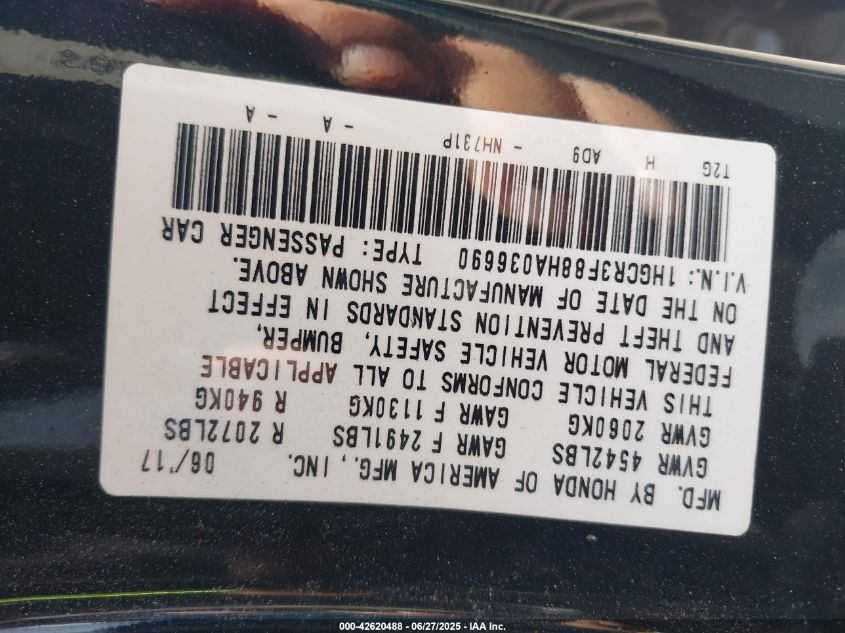 MFD. BY HONDA OF AMERICA MFG., INC. 06/'17
GVWR 4542LBS GAWR F 2491LBS R 2072LBS
GVWR 2060KG GAWR F 1130KG R 940KG
THIS VEHICLE CONFORMS TO ALL APPLICABLE
FEDERAL MOTOR VEHICLE SAFETY, BUMPER,
AND THEFT PREVENTION STANDARDS IN EFFECT
ON THE DATE OF MANUFACTURE SHOWN ABOVE.
V.I.N.: 1HGCR3F88HA036690 TYPE: PASSENGER CAR
T2G H AD9 - NH731P - A - A
000-42620488 - 06/27/2025 - IAA Inc.